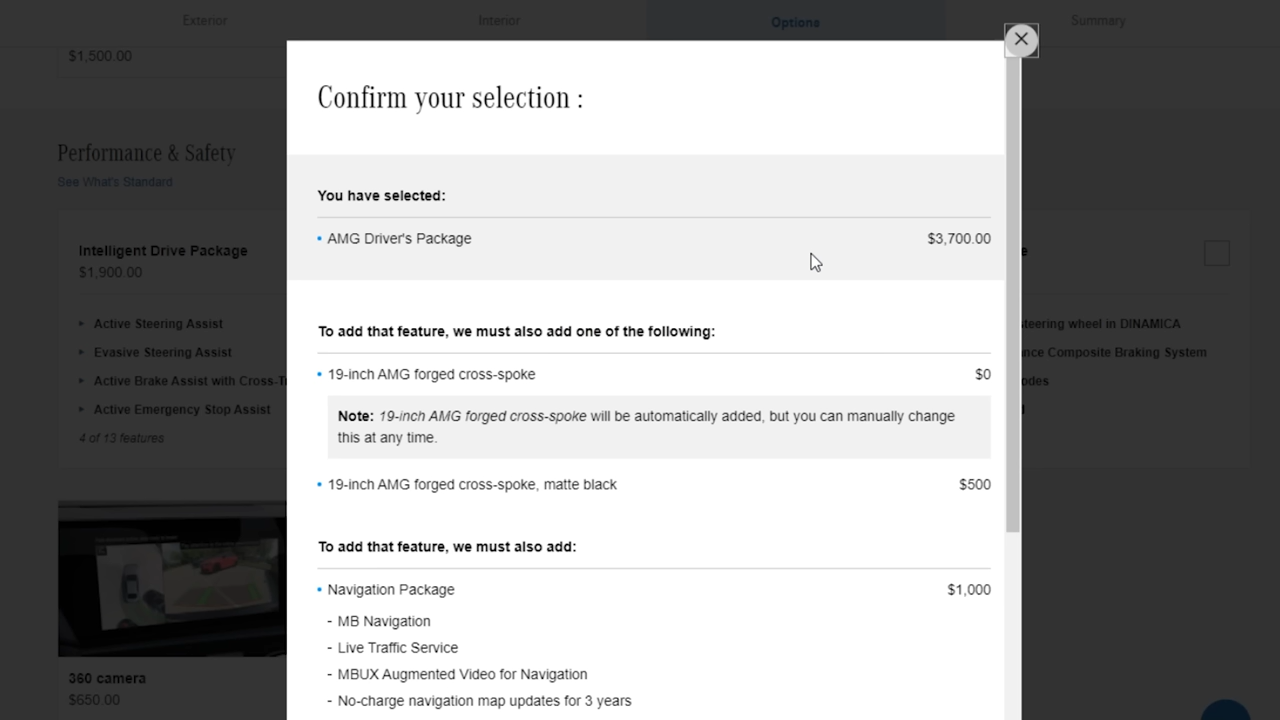 Exterior
Interior
Options
Summary
$1,500.00
Confirm your selection :
You have selected:
• AMG Driver's Package $3,700.00
To add that feature, we must also add one of the following:
• 19-inch AMG forged cross-spoke $0
Note: 19-inch AMG forged cross-spoke will be automatically added, but you can manually change
this at any time.
• 19-inch AMG forged cross-spoke, matte black $500
To add that feature, we must also add:
• Navigation Package $1,000
- MB Navigation
- Live Traffic Service
- MBUX Augmented Video for Navigation
- No-charge navigation map updates for 3 years
Performance & Safety
See What's Standard
Intelligent Drive Package
$1,900.00
Active Steering Assist
Evasive Steering Assist
Active Brake Assist with Cross-T
Active Emergency Stop Assist
4 of 13 features
360 camera
$650.00
teering wheel in DINAMICA
nce Composite Braking System
odes